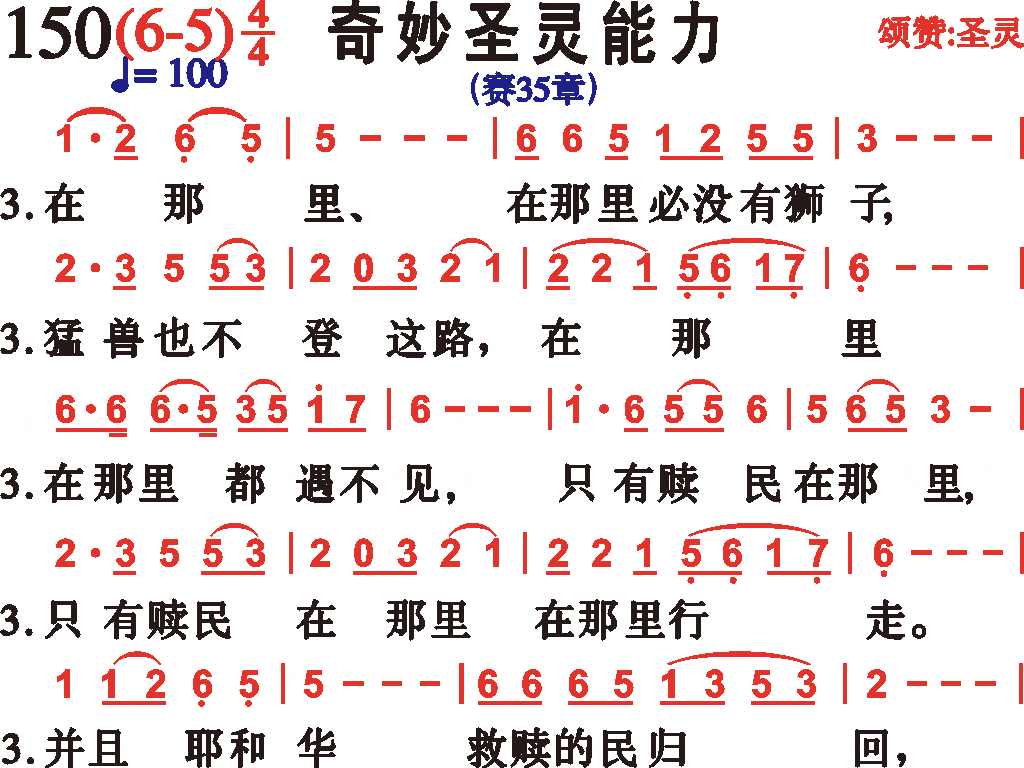 150(6-5) 4/4 奇妙圣灵能力 颂赞:圣灵
♩= 100 (赛35章)
1 · 2 6 5 | 5 - - - | 6 6 5 1 2 5 5 | 3 - - - |
3.在 那 里、 在那里必没有狮 子,
2 · 3 5 5 3 | 2 0 3 2 1 | 2 2 1 5 6 1 7 | 6 - - - |
3.猛兽也不 登 这路, 在 那 里
6 · 6 6 · 5 3 5 1 7 | 6 - - - | 1 · 6 5 5 6 | 5 6 5 3 - |
3.在那里 都 遇不见, 只有赎 民在那 里,
2 · 3 5 5 3 | 2 0 3 2 1 | 2 2 1 5 6 1 7 | 6 - - - |
3.只有赎民 在 那里 在那里行 走。
1 1 2 6 5 | 5 - - - | 6 6 6 5 1 3 5 3 | 2 - - - |
3.并且 耶和华 救赎的民归 回,